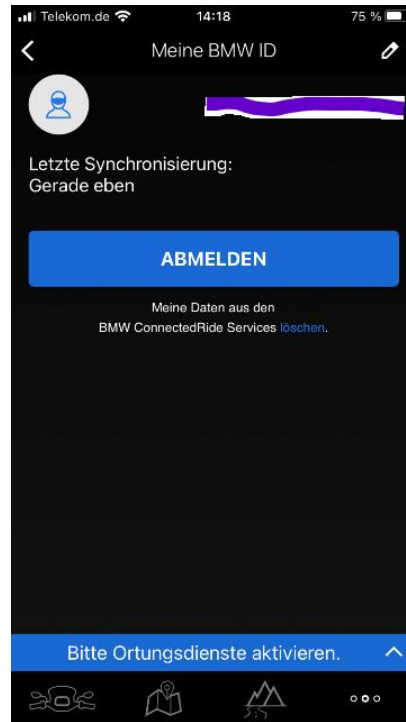 Telekom.de 14:18 75 %
Meine BMW ID
Letzte Synchronisierung:
Gerade eben
ABMELDEN
Meine Daten aus den
BMW ConnectedRide Services löschen.
Bitte Ortungsdienste aktivieren.